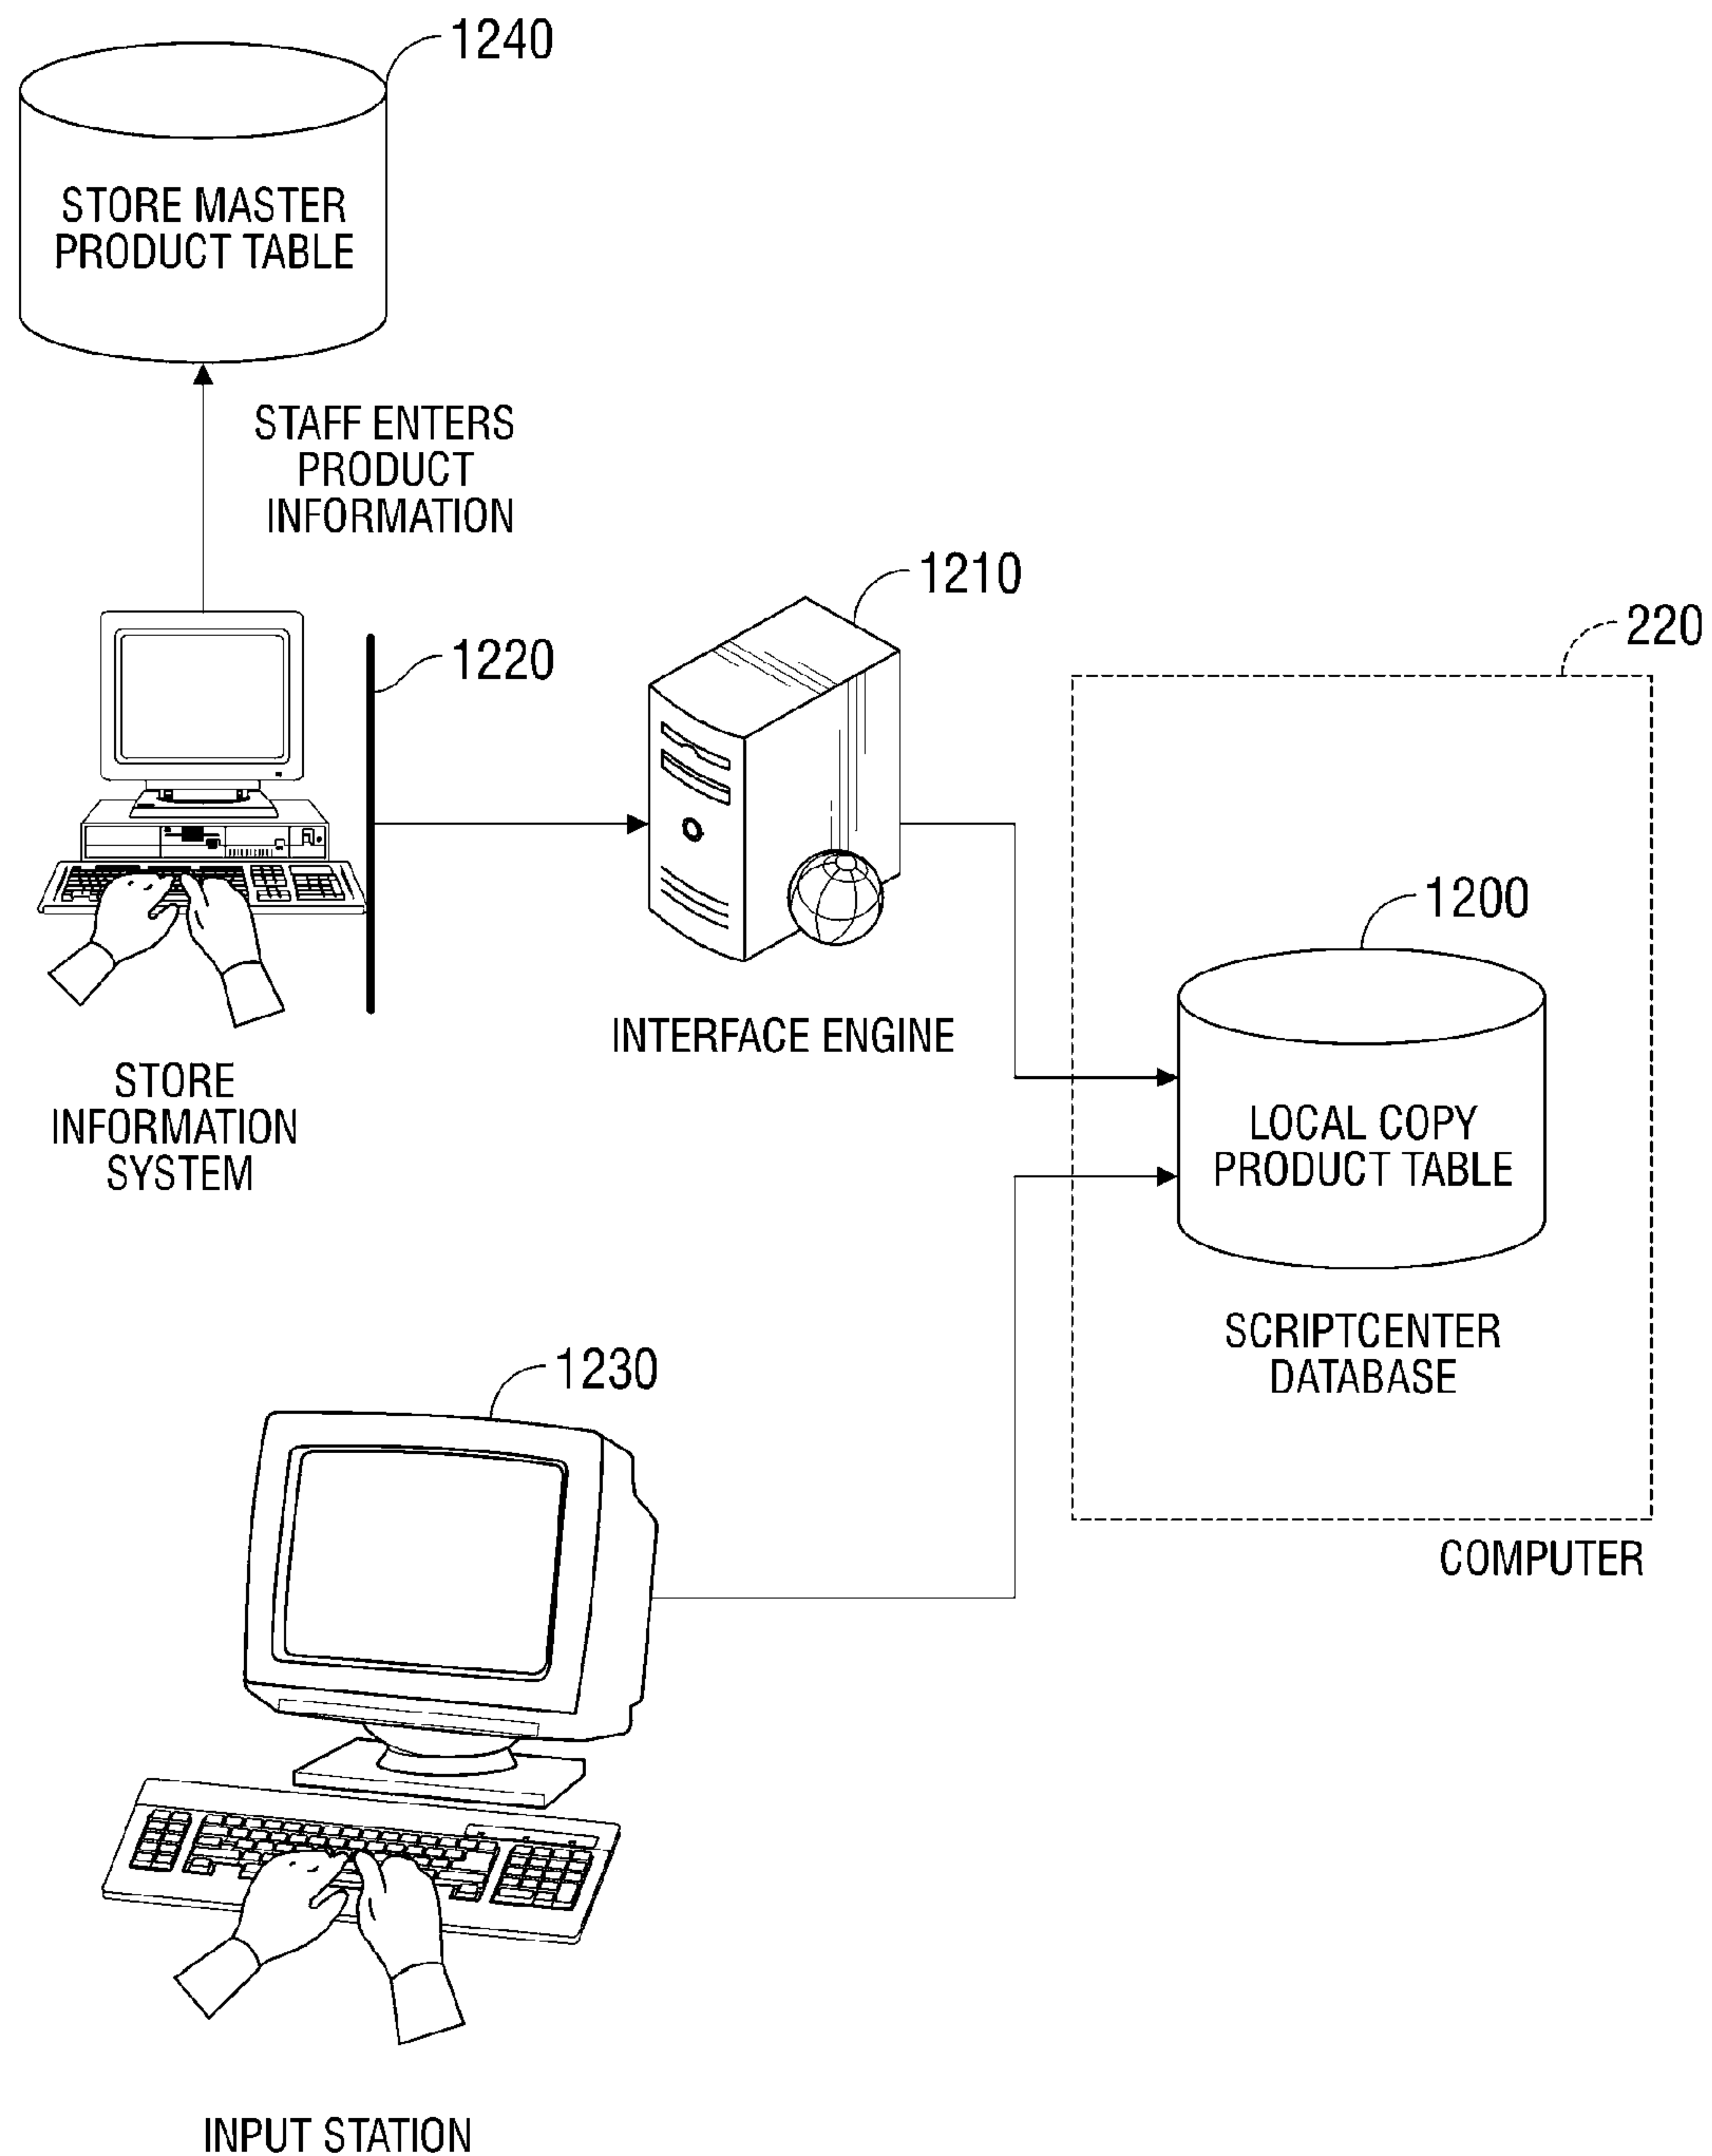 1240
STORE MASTER
PRODUCT TABLE
STAFF ENTERS
PRODUCT
INFORMATION
1210
220
1220
1200
INTERFACE ENGINE
STORE
INFORMATION
SYSTEM
LOCAL COPY
PRODUCT TABLE
SCRIPTCENTER
DATABASE
1230
COMPUTER
INPUT STATION